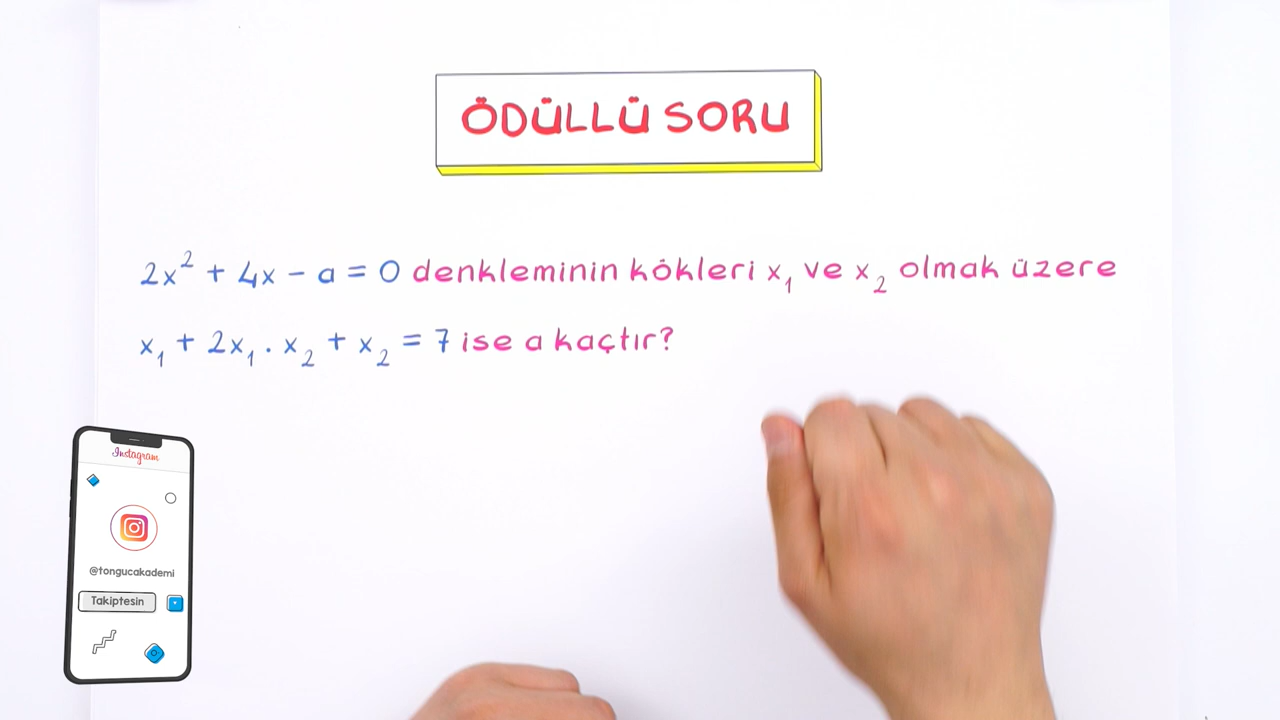 ÖDÜLLÜ SORU
2x² + 4x - a = 0 denkleminin kökleri x₁ ve x₂ olmak üzere
x₁ + 2x₁ . x₂ + x₂ = 7 ise a kaçtır?
Instagram
@tongucakademi
Takiptesin